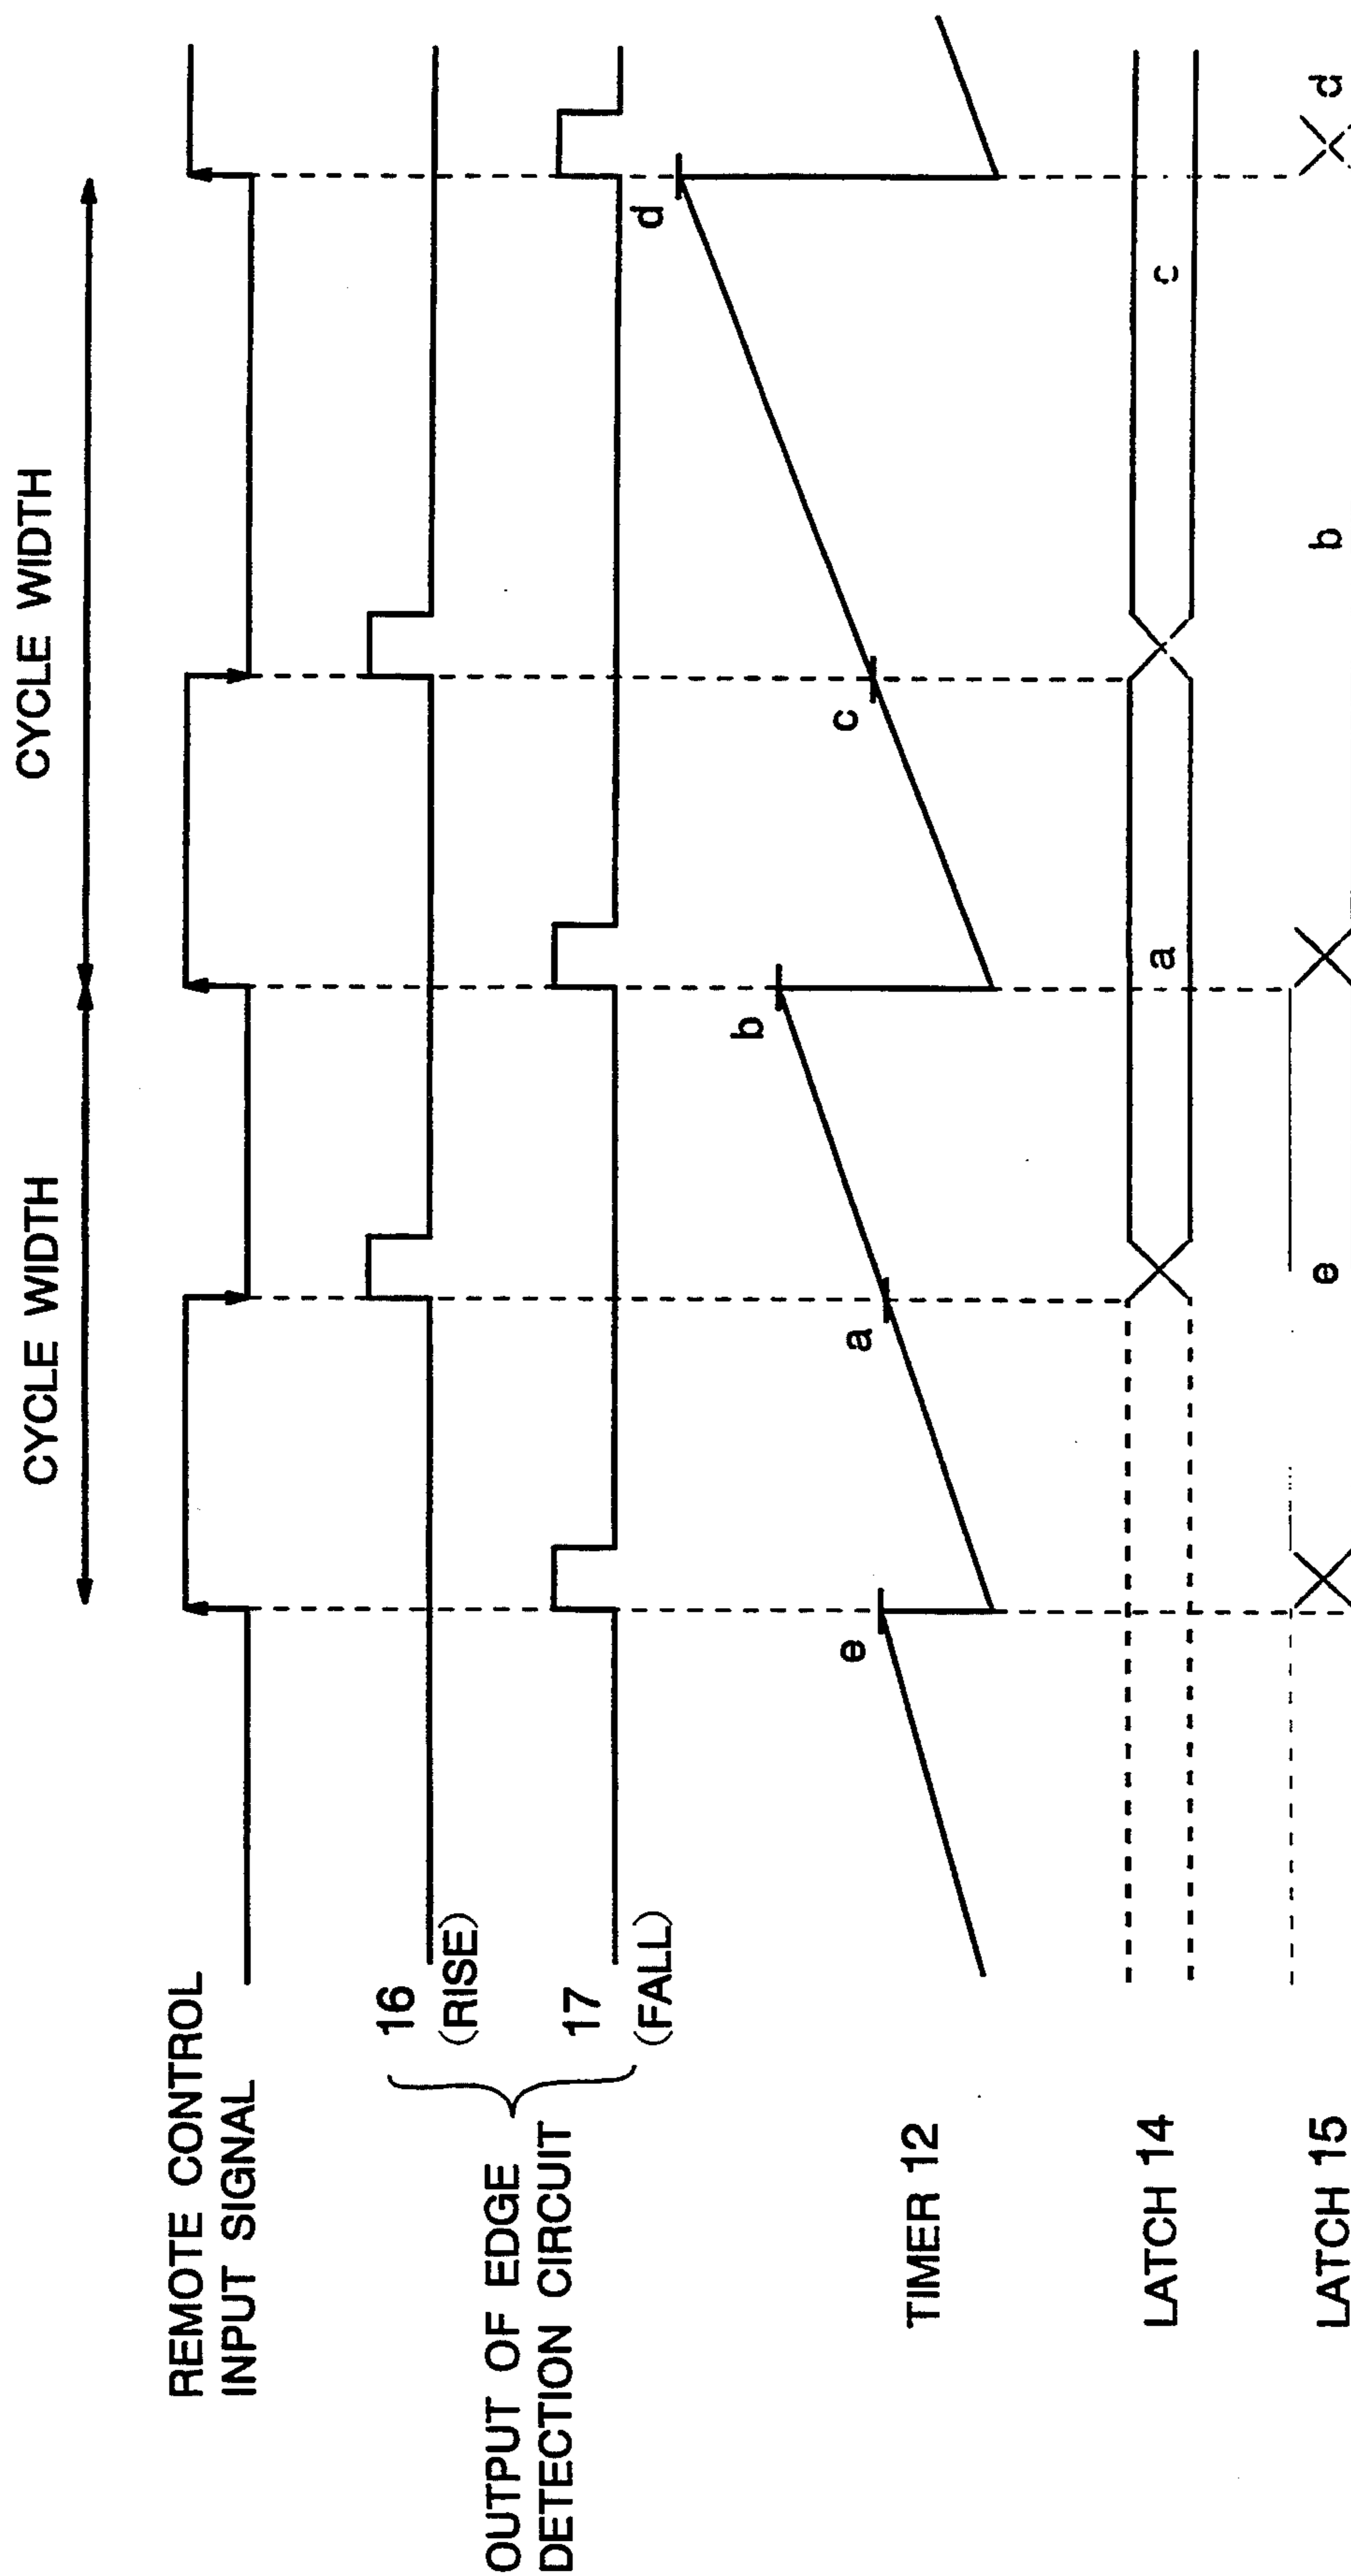 CYCLE WIDTH
CYCLE WIDTH
REMOTE CONTROL
INPUT SIGNAL
16
(RISE)
OUTPUT OF EDGE
DETECTION CIRCUIT
17
(FALL)
TIMER 12
e
a
b
c
d
LATCH 14
a
c
LATCH 15
e
b
d